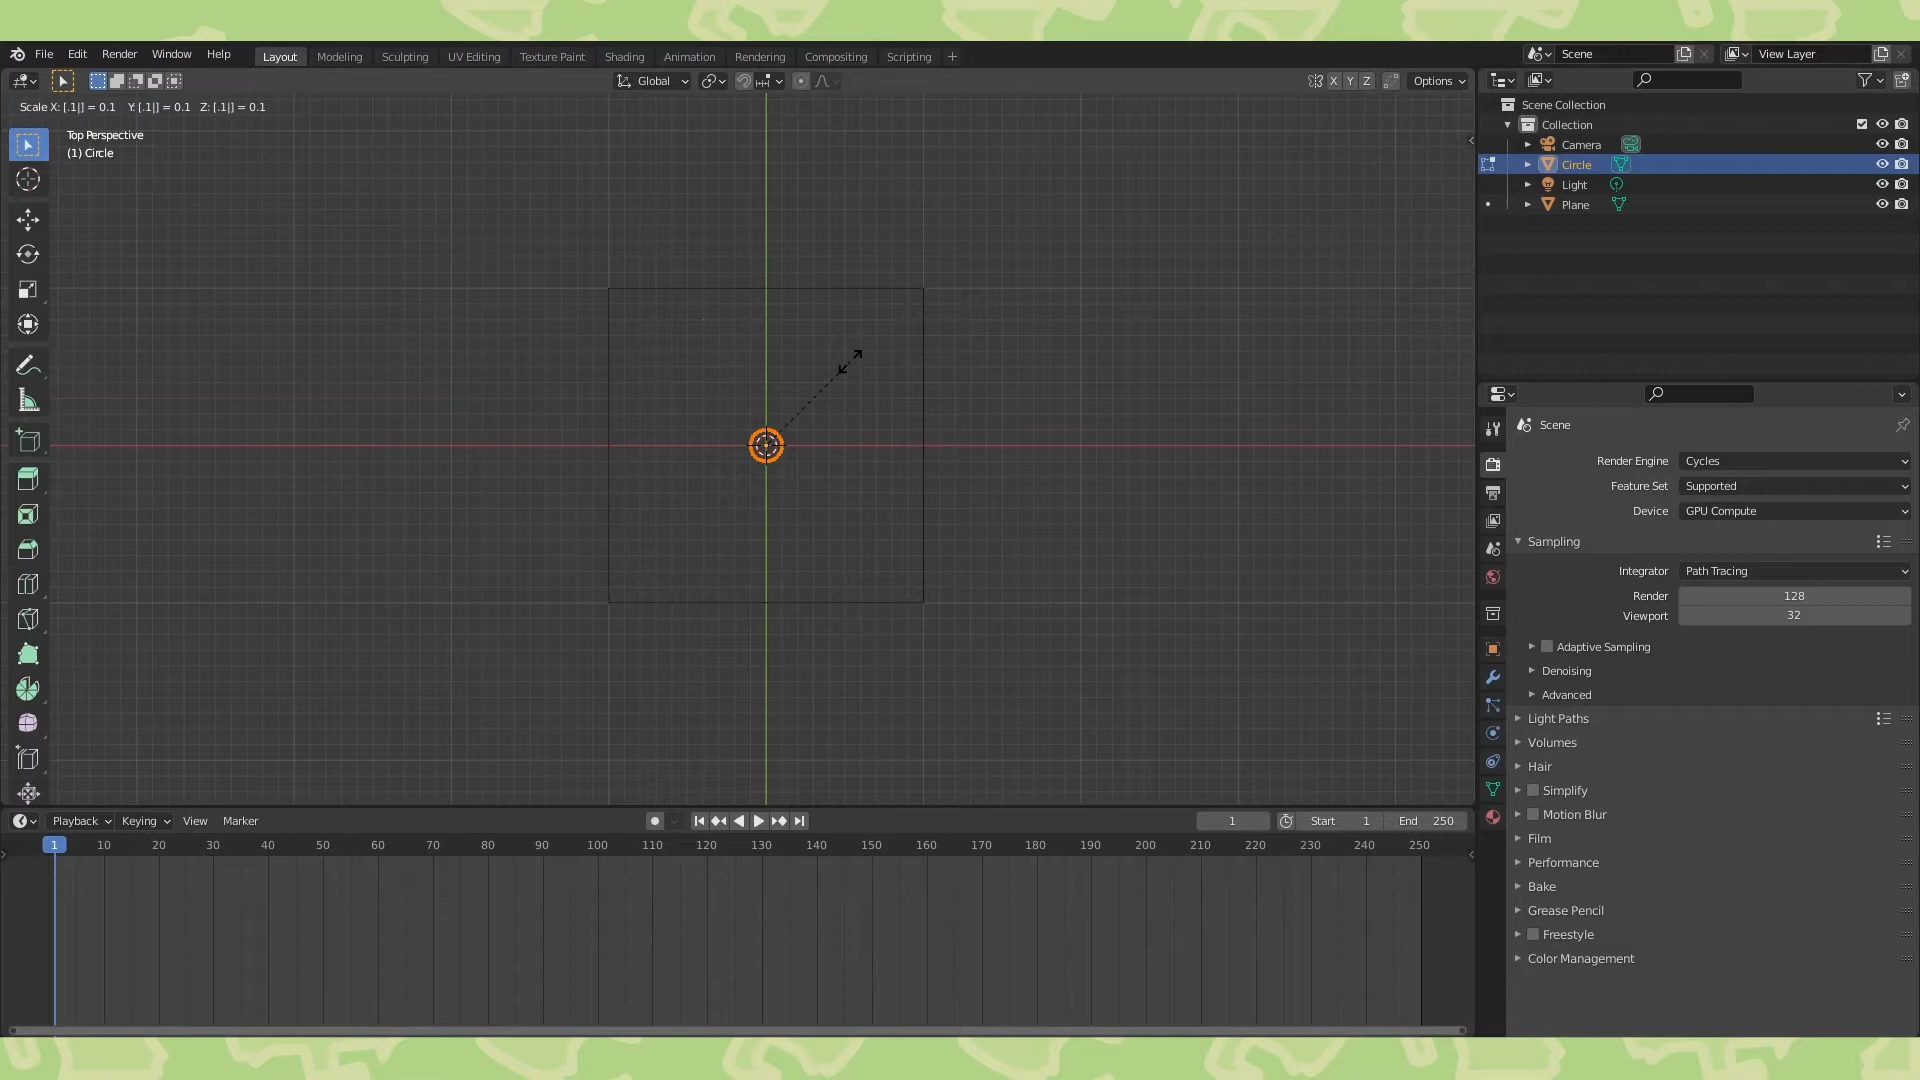 File Edit Render Window Help Layout Modeling Sculpting UV Editing Texture Paint Shading Animation Rendering Compositing Scripting Scene View Layer
Global X Y Z Options
Scale X: [.1|] = 0.1 Y: [.1|] = 0.1 Z: [.1|] = 0.1
Top Perspective
(1) Circle
Scene Collection
Collection
Camera
Circle
Light
Plane
Scene
Render Engine Cycles
Feature Set Supported
Device GPU Compute
Sampling
Integrator Path Tracing
Render 128
Viewport 32
Adaptive Sampling
Denoising
Advanced
Light Paths
Volumes
Hair
Simplify
Motion Blur
Film
Performance
Bake
Grease Pencil
Freestyle
Color Management
Playback Keying View Marker 1 Start 1 End 250
1 10 20 30 40 50 60 70 80 90 100 110 120 130 140 150 160 170 180 190 200 210 220 230 240 250